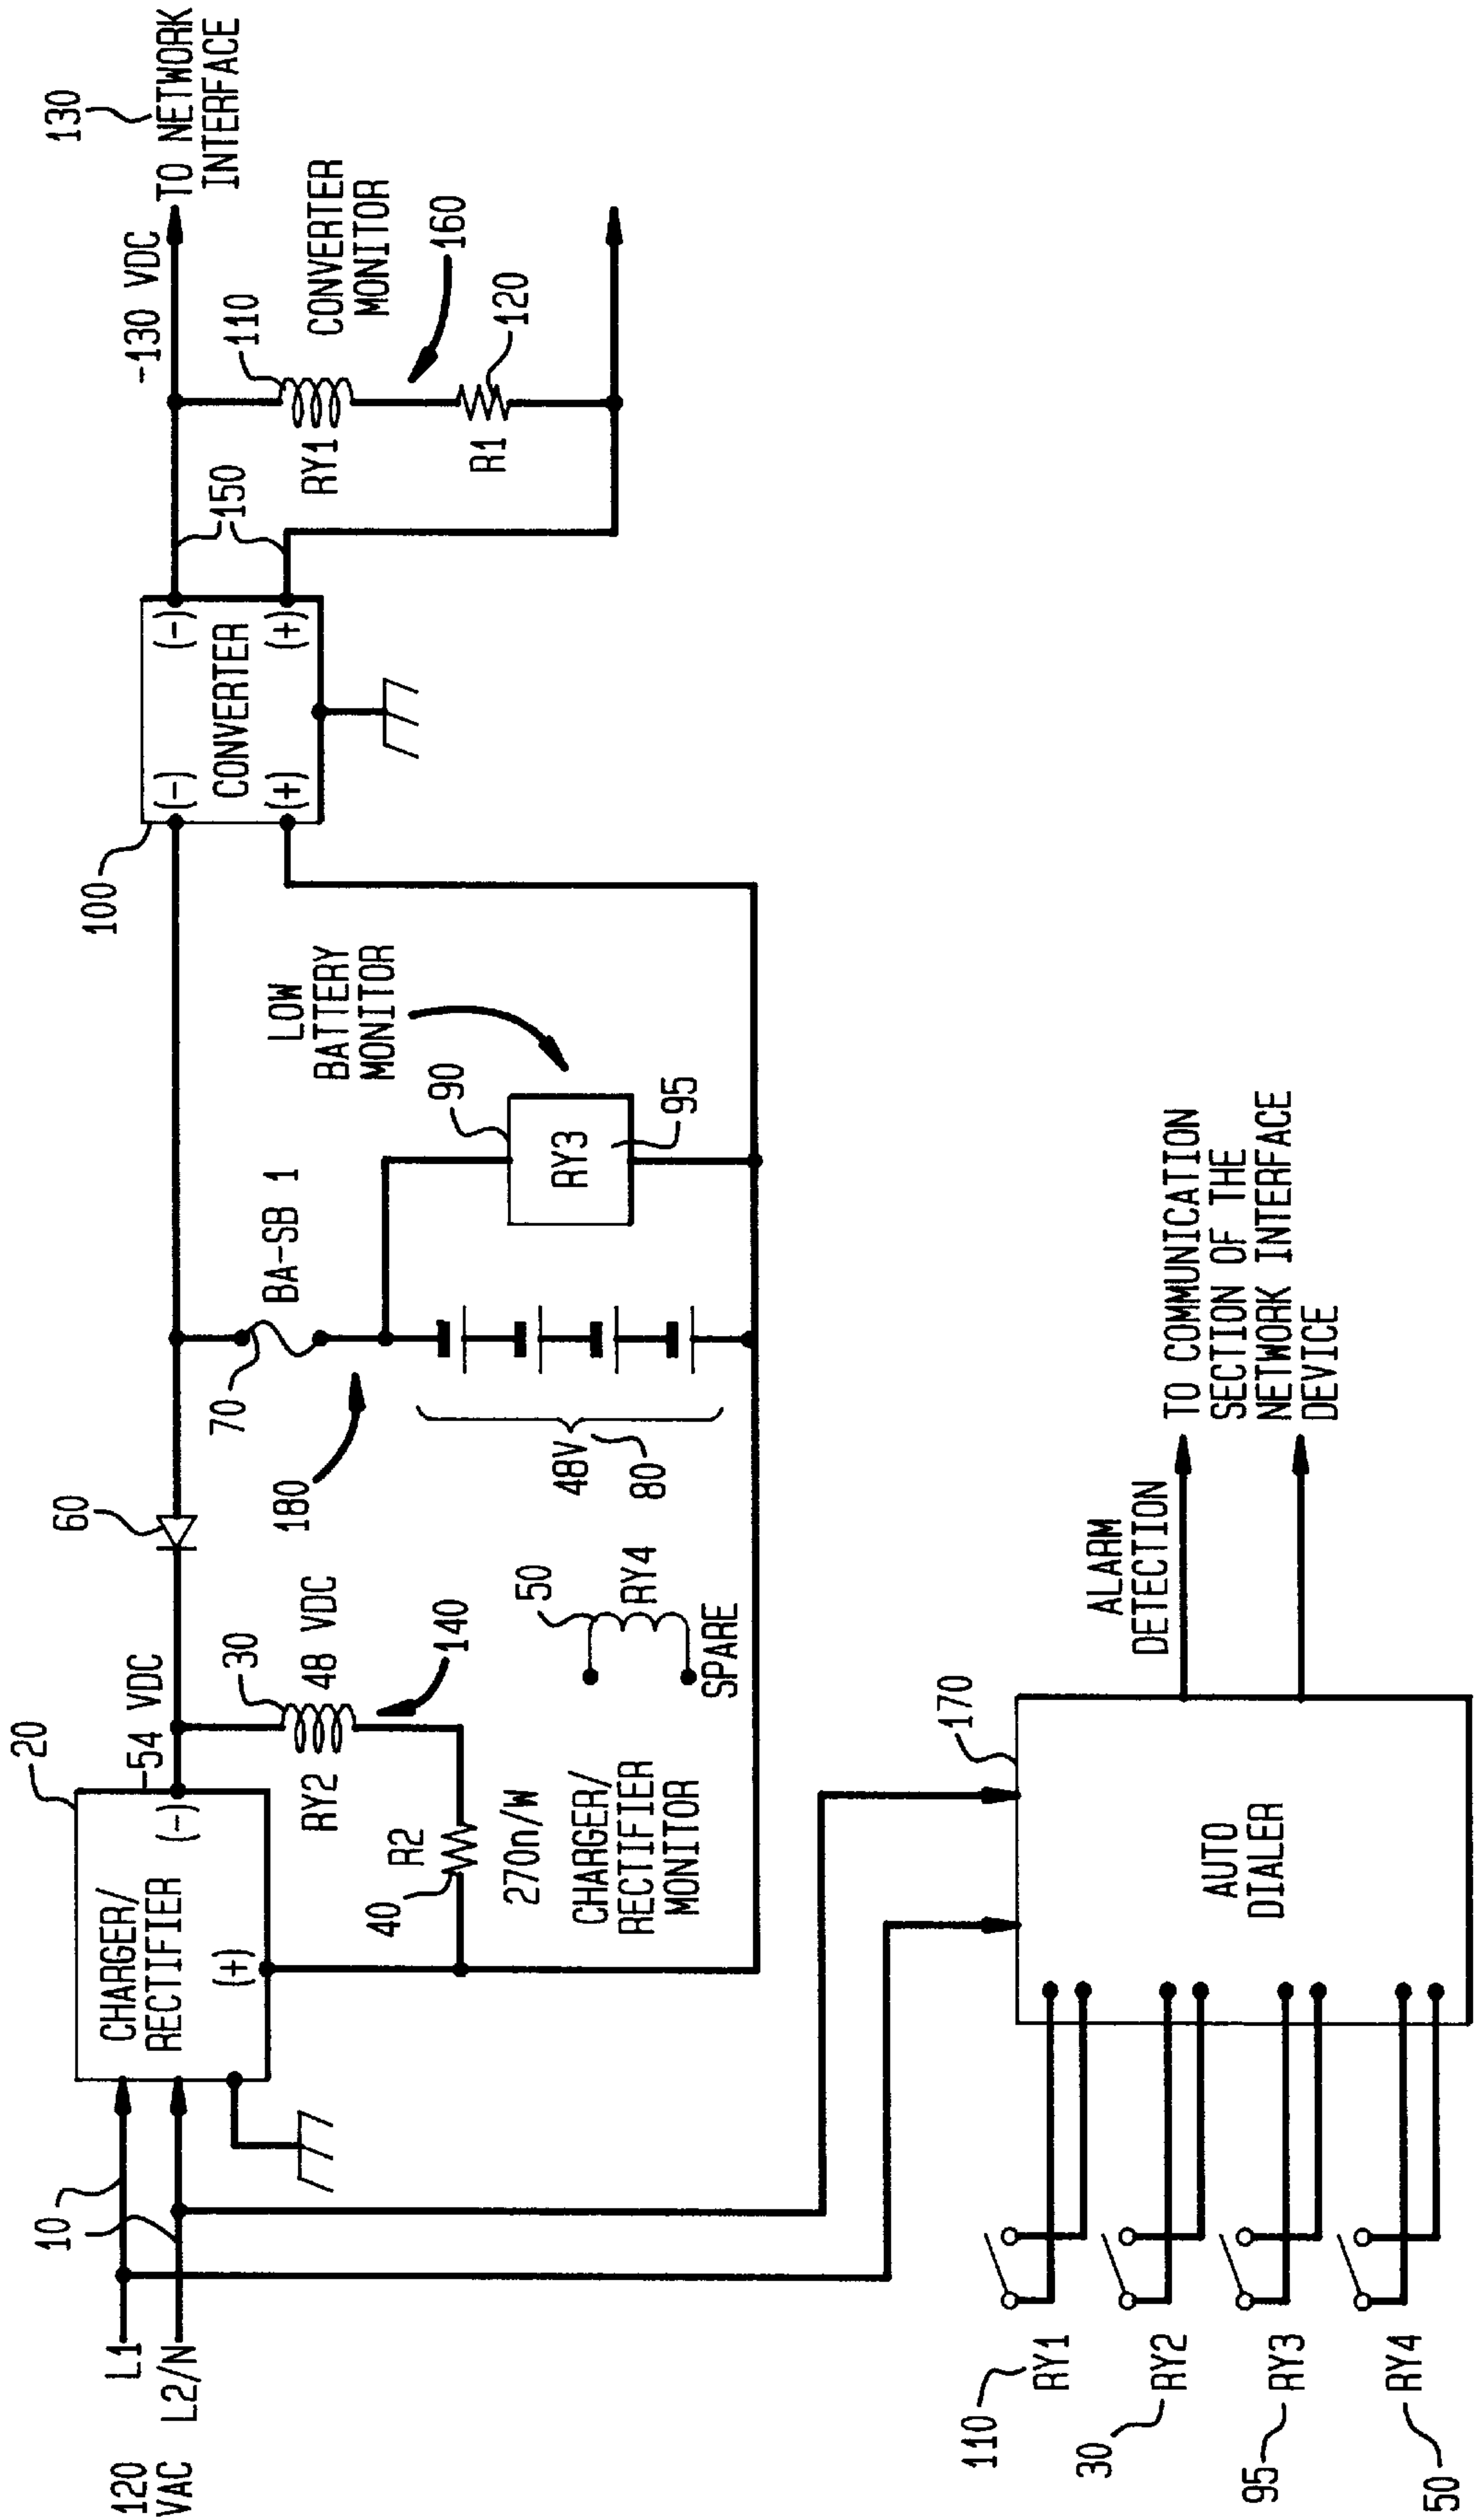 120
VAC
L1
L2/N
10
20
CHARGER/
RECTIFIER
(-)
(+)
-54 VDC
30
RY2
48 VDC
140
R2
40
270n/W
CHARGER/
RECTIFIER
MONITOR
50
RY4
SPARE
60
70
BA-SB 1
180
48V
80
LOW
BATTERY
MONITOR
90
RY3
95
100
(-)
(+)
CONVERTER
(-)
(+)
150
-130 VDC
130
TO NETWORK
INTERFACE
110
RY1
CONVERTER
MONITOR
160
R1
120
110
RY1
30
RY2
95
RY3
50
RY4
170
AUTO
DIALER
ALARM
DETECTION
TO COMMUNICATION
SECTION OF THE
NETWORK INTERFACE
DEVICE